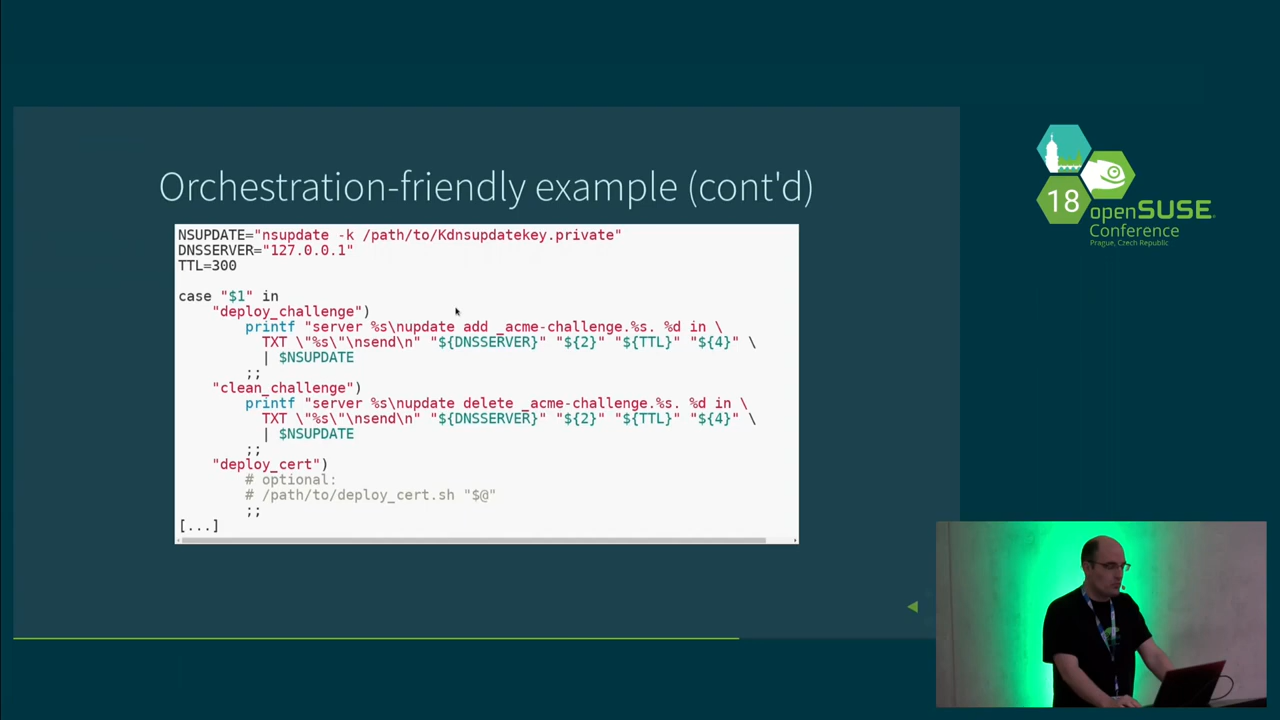 Orchestration-friendly example (cont'd)
NSUPDATE="nsupdate -k /path/to/Kdnsupdatekey.private"
DNSSERVER="127.0.0.1"
TTL=300
case "$1" in
"deploy_challenge")
printf "server %s\nupdate add _acme-challenge.%s. %d in \
TXT \"%s\"\nsend\n" "${DNSSERVER}" "${2}" "${TTL}" "${4}" \
| $NSUPDATE
;;
"clean_challenge")
printf "server %s\nupdate delete _acme-challenge.%s. %d in \
TXT \"%s\"\nsend\n" "${DNSSERVER}" "${2}" "${TTL}" "${4}" \
| $NSUPDATE
;;
"deploy_cert")
# optional:
# /path/to/deploy_cert.sh "$@"
;;
[...]
18
openSUSE
Conference
Prague, Czech Republic